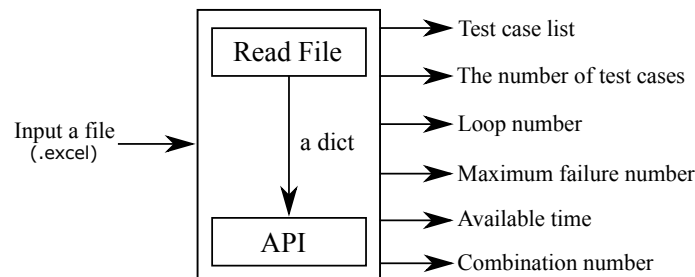 Input a file
(.excel)
Read File
a dict
API
Test case list
The number of test cases
Loop number
Maximum failure number
Available time
Combination number